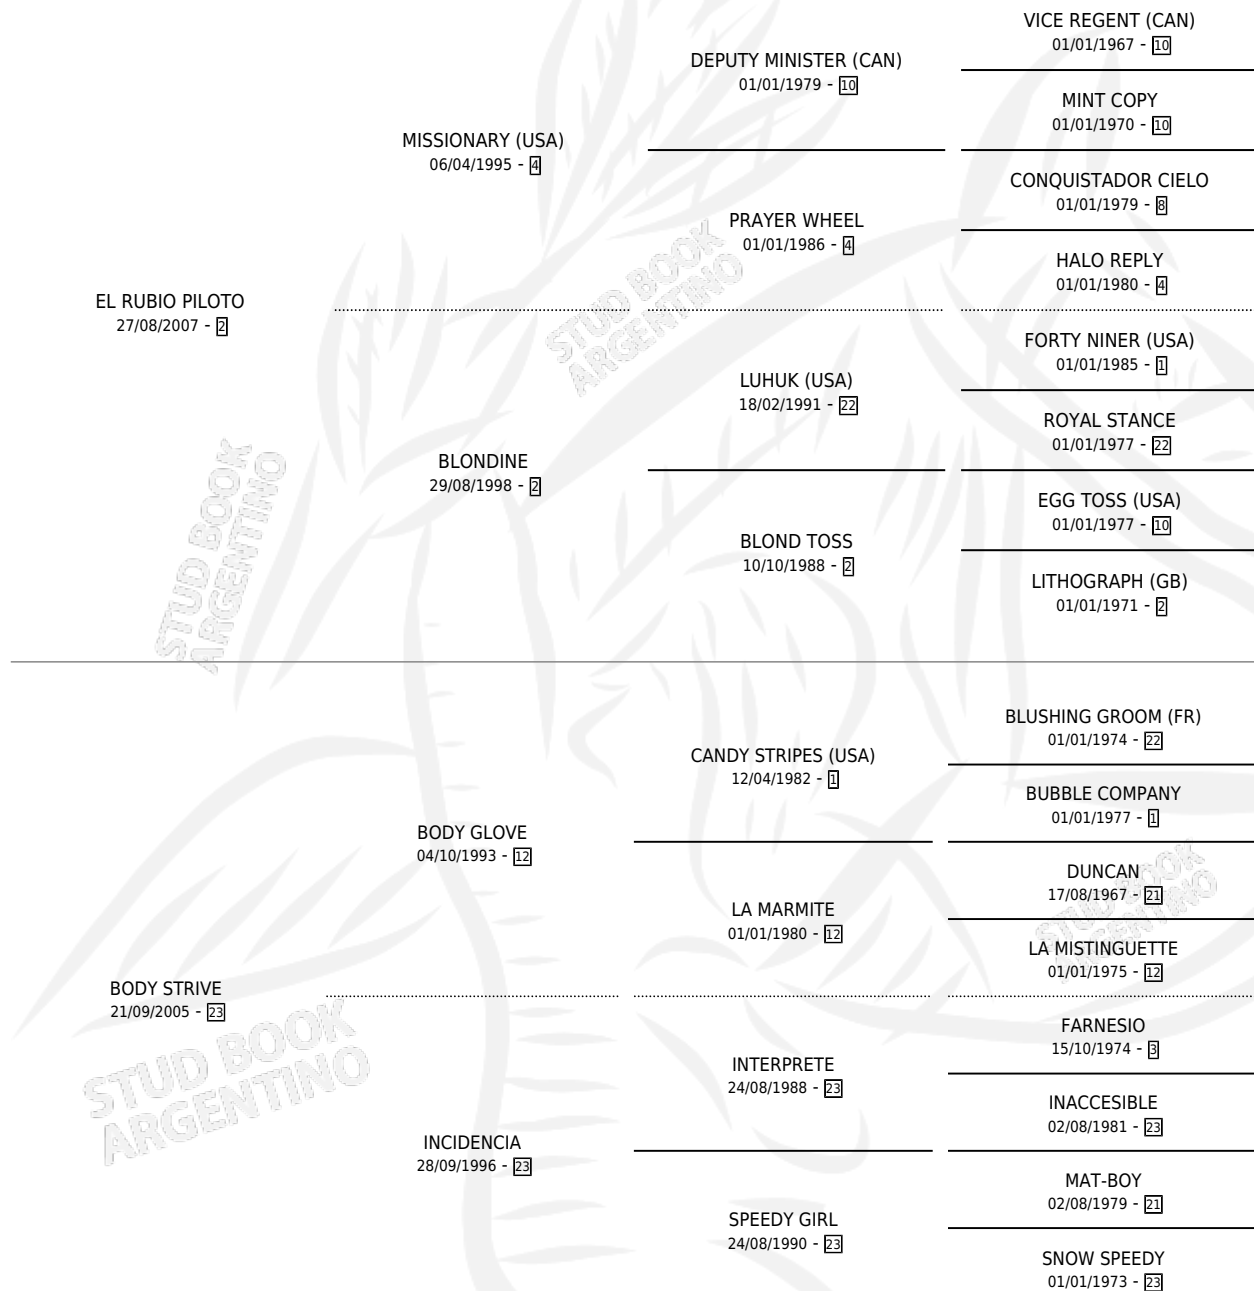 VICE REGENT (CAN)
01/01/1967 - 10
DEPUTY MINISTER (CAN)
01/01/1979 - 10
MINT COPY
01/01/1970 - 10
MISSIONARY (USA)
06/04/1995 - 4
CONQUISTADOR CIELO
01/01/1979 - 8
PRAYER WHEEL
01/01/1986 - 4
HALO REPLY
01/01/1980 - 4
EL RUBIO PILOTO
27/08/2007 - 2
FORTY NINER (USA)
01/01/1985 - 1
LUHUK (USA)
18/02/1991 - 22
ROYAL STANCE
01/01/1977 - 22
BLONDINE
29/08/1998 - 2
EGG TOSS (USA)
01/01/1977 - 10
BLOND TOSS
10/10/1988 - 2
LITHOGRAPH (GB)
01/01/1971 - 2
BLUSHING GROOM (FR)
01/01/1974 - 22
CANDY STRIPES (USA)
12/04/1982 - 1
BUBBLE COMPANY
01/01/1977 - 1
BODY GLOVE
04/10/1993 - 12
DUNCAN
17/08/1967 - 21
LA MARMITE
01/01/1980 - 12
LA MISTINGUETTE
01/01/1975 - 12
BODY STRIVE
21/09/2005 - 23
FARNESIO
15/10/1974 - 3
INTERPRETE
24/08/1988 - 23
INACCESIBLE
02/08/1981 - 23
INCIDENCIA
28/09/1996 - 23
MAT-BOY
02/08/1979 - 21
SPEEDY GIRL
24/08/1990 - 23
SNOW SPEEDY
01/01/1973 - 23
STUD BOOK
ARGENTINO
STUD BOOK
ARGENTINO
STUD BOOK
ARGENTINO
STUD BOOK
ARGENTINO